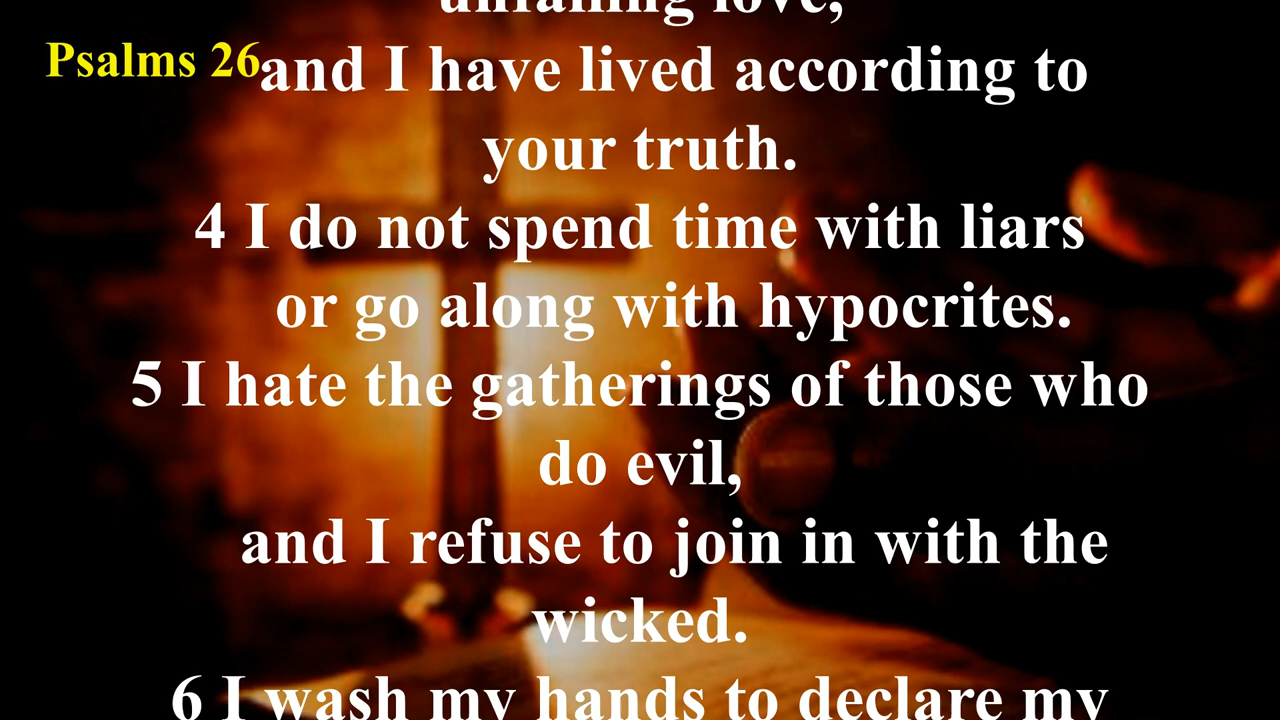 unfailing love,
Psalms 26
and I have lived according to
your truth.
4 I do not spend time with liars
or go along with hypocrites.
5 I hate the gatherings of those who
do evil,
and I refuse to join in with the
wicked.
6 I wash my hands to declare my